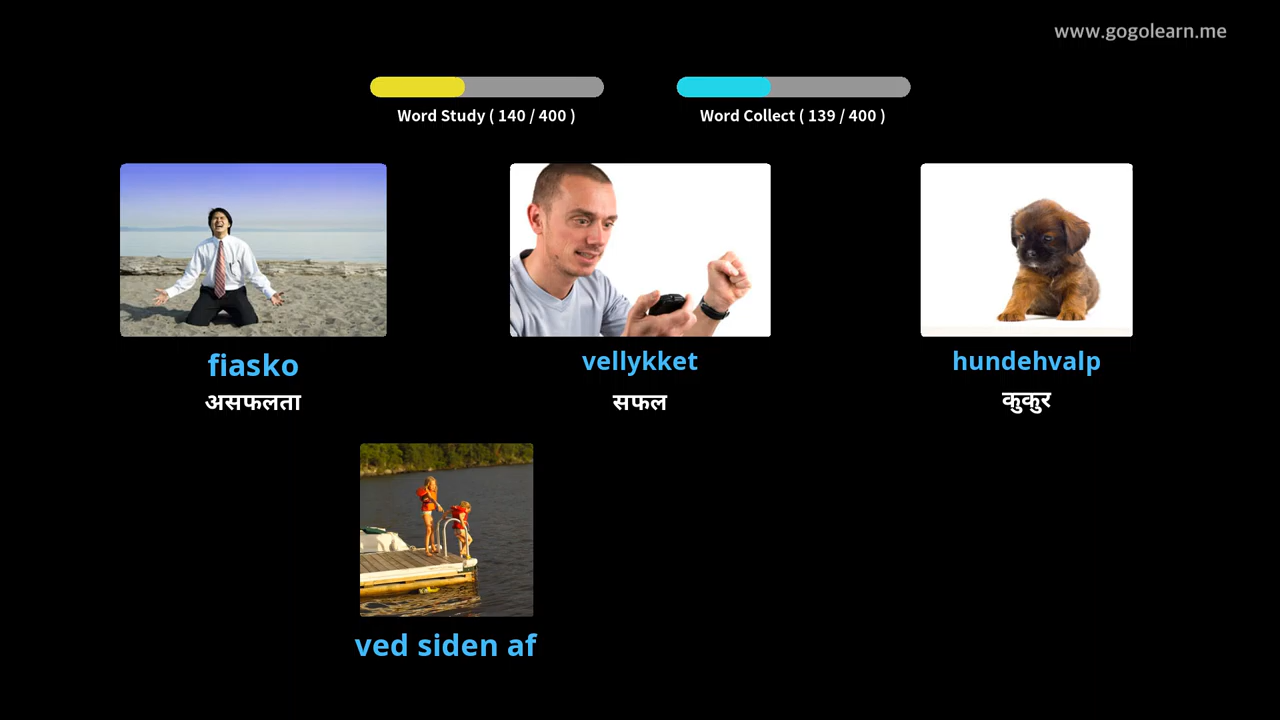 www.gogolearn.me
Word Study ( 140 / 400 )
Word Collect ( 139 / 400 )
fiasko
असफलता
vellykket
सफल
hundehvalp
कुकुर
ved siden af